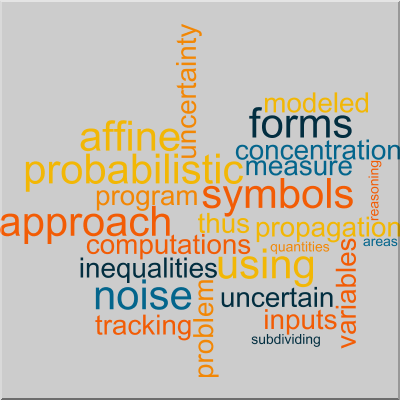 uncertainty
modeled
forms
affine
concentration
probabilistic
measure
reasoning
program
symbols
approach
thus
propagation
computations
quantities
areas
inequalities
using
variables
noise
uncertain
problem
inputs
tracking
subdividing